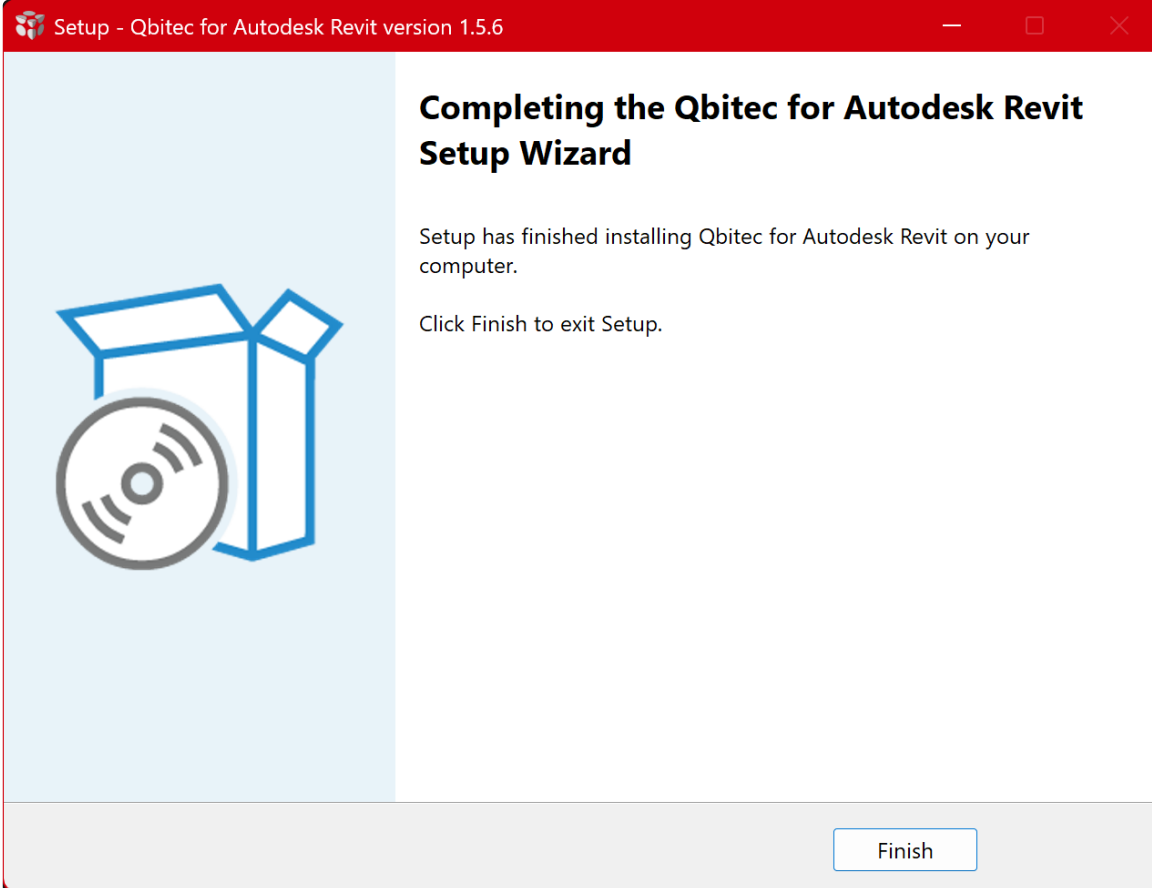 Setup - Qbitec for Autodesk Revit version 1.5.6
Completing the Qbitec for Autodesk Revit
Setup Wizard
Setup has finished installing Qbitec for Autodesk Revit on your
computer.
Click Finish to exit Setup.
Finish